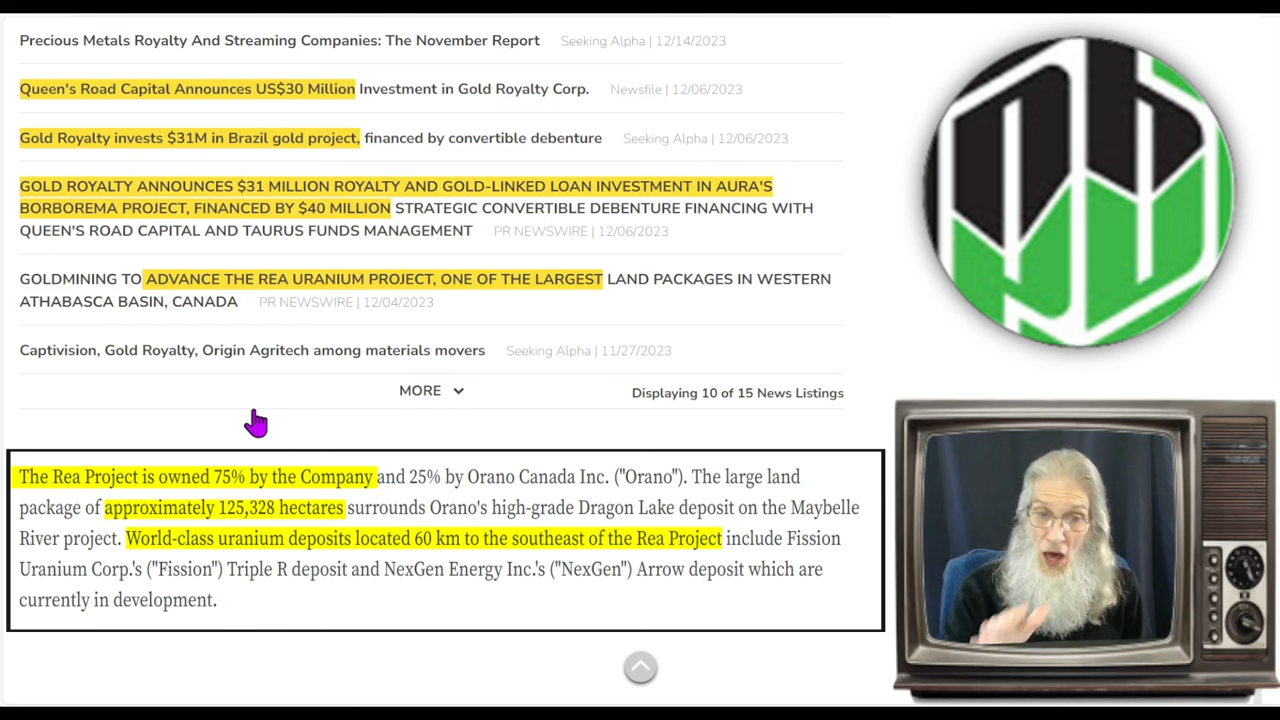 Precious Metals Royalty And Streaming Companies: The November Report Seeking Alpha | 12/14/2023
Queen's Road Capital Announces US$30 Million Investment in Gold Royalty Corp. Newsfile | 12/06/2023
Gold Royalty invests $31M in Brazil gold project, financed by convertible debenture Seeking Alpha | 12/06/2023
GOLD ROYALTY ANNOUNCES $31 MILLION ROYALTY AND GOLD-LINKED LOAN INVESTMENT IN AURA'S
BORBOREMA PROJECT, FINANCED BY $40 MILLION STRATEGIC CONVERTIBLE DEBENTURE FINANCING WITH
QUEEN'S ROAD CAPITAL AND TAURUS FUNDS MANAGEMENT PR NEWSWIRE | 12/06/2023
GOLDMINING TO ADVANCE THE REA URANIUM PROJECT, ONE OF THE LARGEST LAND PACKAGES IN WESTERN
ATHABASCA BASIN, CANADA PR NEWSWIRE | 12/04/2023
Captivision, Gold Royalty, Origin Agritech among materials movers Seeking Alpha | 11/27/2023
MORE Displaying 10 of 15 News Listings
The Rea Project is owned 75% by the Company and 25% by Orano Canada Inc. ("Orano"). The large land
package of approximately 125,328 hectares surrounds Orano's high-grade Dragon Lake deposit on the Maybelle
River project. World-class uranium deposits located 60 km to the southeast of the Rea Project include Fission
Uranium Corp.'s ("Fission") Triple R deposit and NexGen Energy Inc.'s ("NexGen") Arrow deposit which are
currently in development.